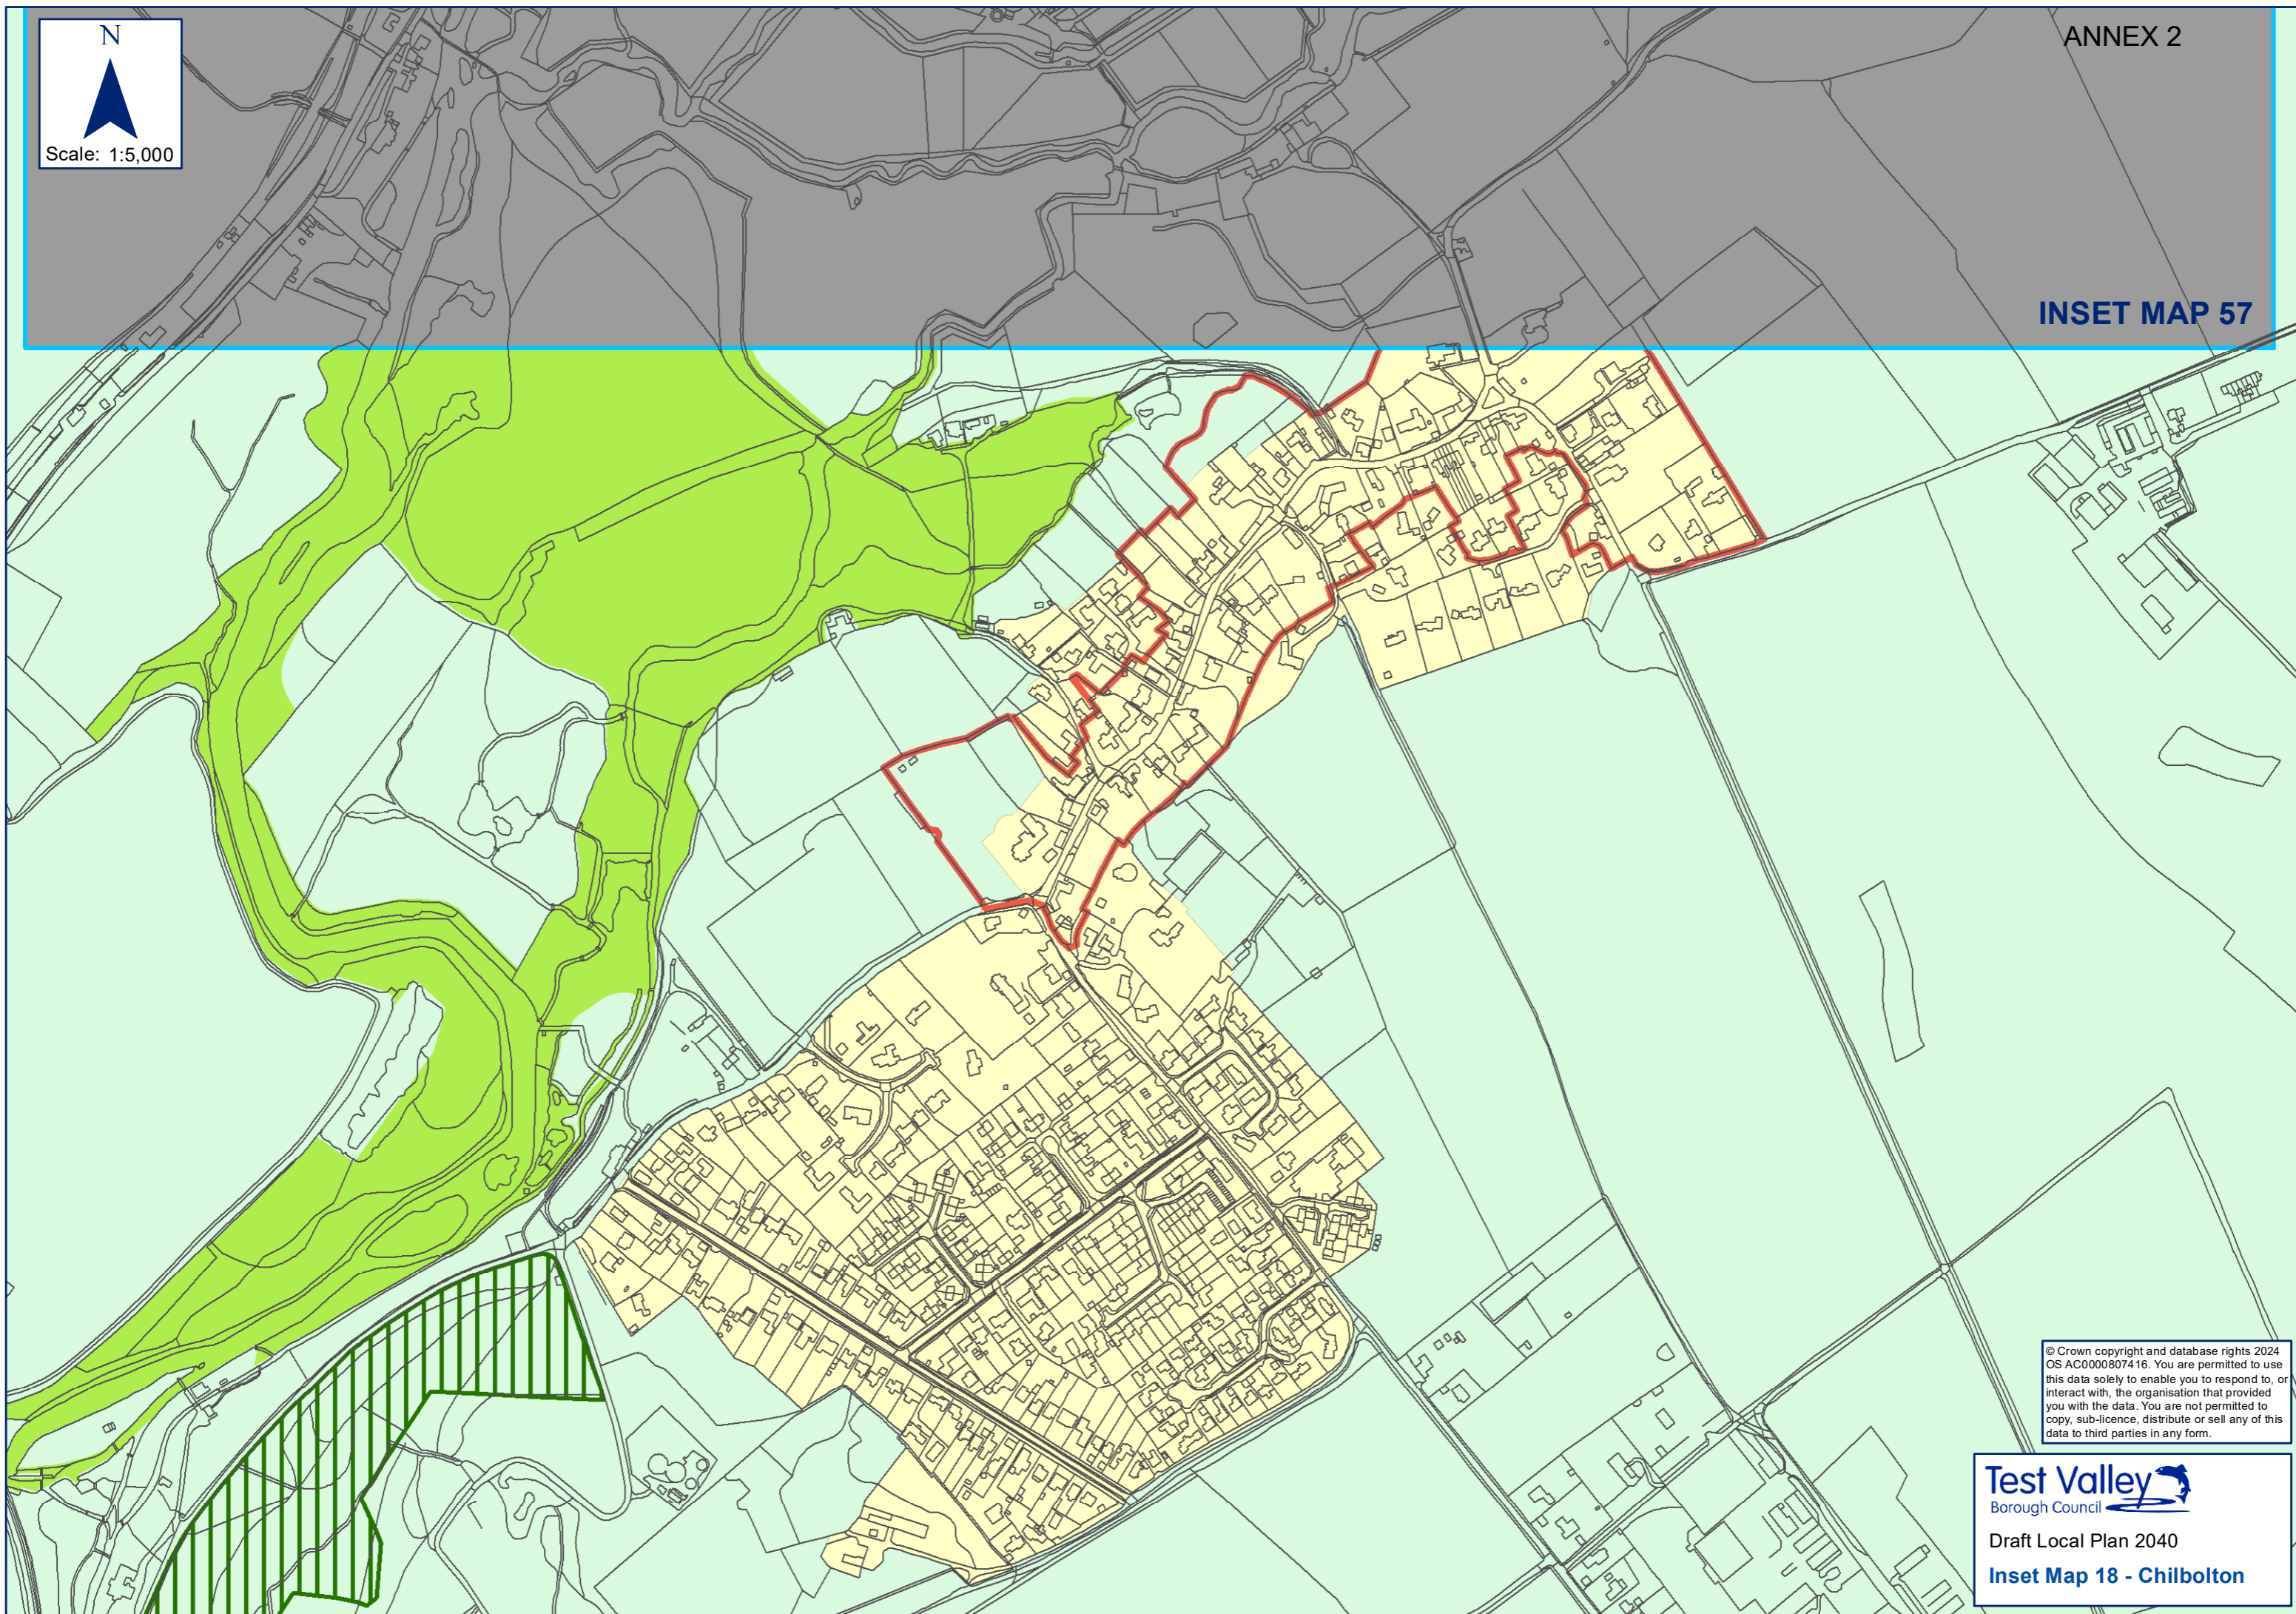 N
Scale: 1:5,000
ANNEX 2
INSET MAP 57
© Crown copyright and database rights 2024
OS AC0000807416. You are permitted to use
this data solely to enable you to respond to, or
interact with, the organisation that provided
you with the data. You are not permitted to
copy, sub-licence, distribute or sell any of this
data to third parties in any form.
Test Valley
Borough Council
Draft Local Plan 2040
Inset Map 18 - Chilbolton